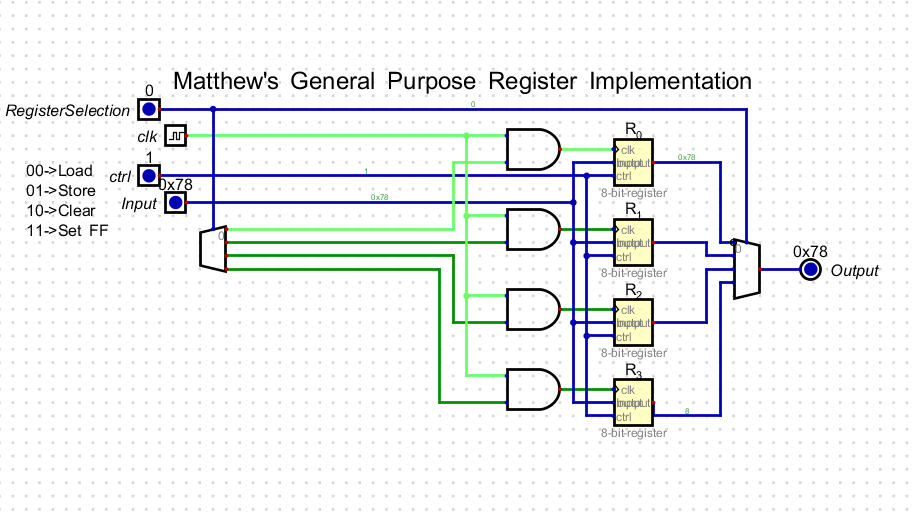 Matthew's General Purpose Register Implementation
0
RegisterSelection
0
clk
1
ctrl
1
00->Load
01->Store
10->Clear
11->Set FF
0x78
Input
0x78
0
R0
clk
ctrl
8-bit-register
0x78
R1
clk
ctrl
8-bit-register
R2
clk
ctrl
8-bit-register
R3
clk
ctrl
8-bit-register
8
0
0x78
Output